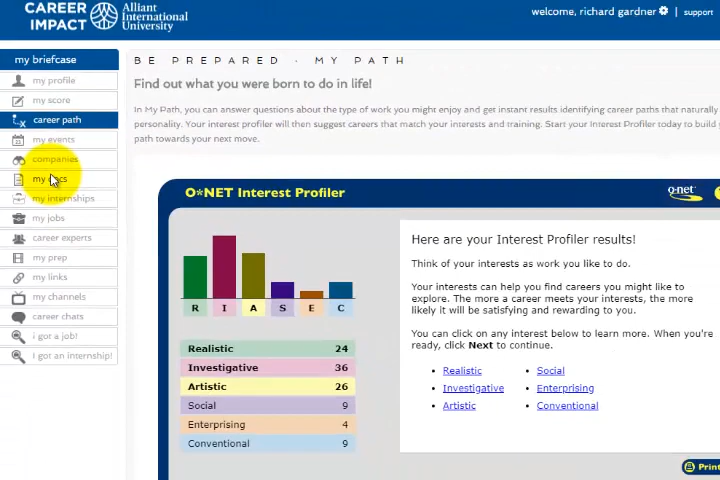 CAREER
IMPACT
Alliant
International
University
welcome, richard gardner | support
my briefcase
my profile
my score
career path
my events
companies
my docs
my internships
my jobs
career experts
my prep
my links
my channels
career chats
i got a job!
i got an internship!
BE PREPARED · MY PATH
Find out what you were born to do in life!
In My Path, you can answer questions about the type of work you might enjoy and get instant results identifying career paths that naturally
personality. Your interest profiler will then suggest careers that match your interests and training. Start your Interest Profiler today to build
path towards your next move.
O*NET Interest Profiler
o·net
R I A S E C
Realistic 24
Investigative 36
Artistic 26
Social 9
Enterprising 4
Conventional 9
Here are your Interest Profiler results!
Think of your interests as work you like to do.
Your interests can help you find careers you might like to
explore. The more a career meets your interests, the more
likely it will be satisfying and rewarding to you.
You can click on any interest below to learn more. When you're
ready, click Next to continue.
• Realistic
• Investigative
• Artistic
• Social
• Enterprising
• Conventional
Print